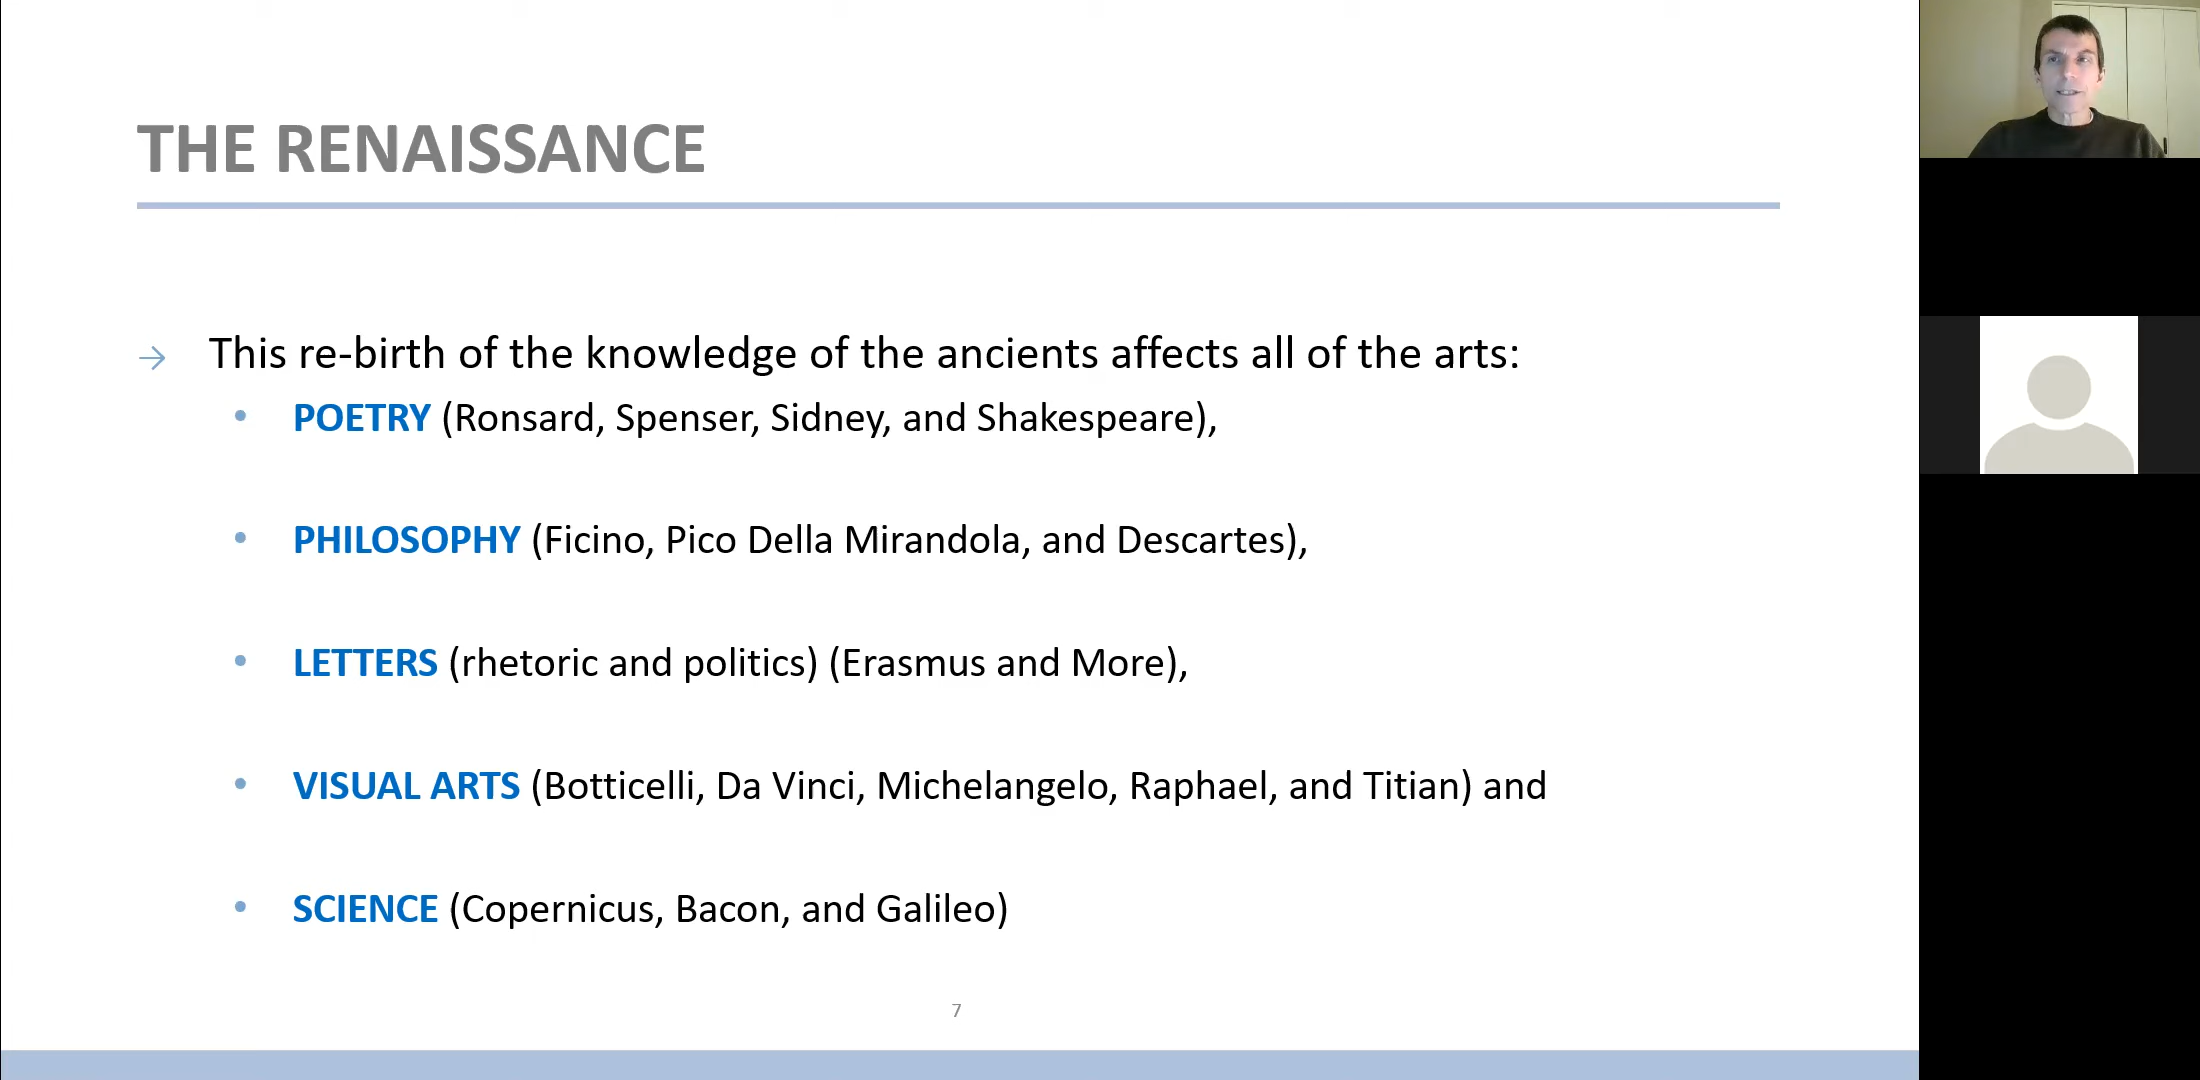 THE RENAISSANCE
→ This re-birth of the knowledge of the ancients affects all of the arts:
• POETRY (Ronsard, Spenser, Sidney, and Shakespeare),
• PHILOSOPHY (Ficino, Pico Della Mirandola, and Descartes),
• LETTERS (rhetoric and politics) (Erasmus and More),
• VISUAL ARTS (Botticelli, Da Vinci, Michelangelo, Raphael, and Titian) and
• SCIENCE (Copernicus, Bacon, and Galileo)
7